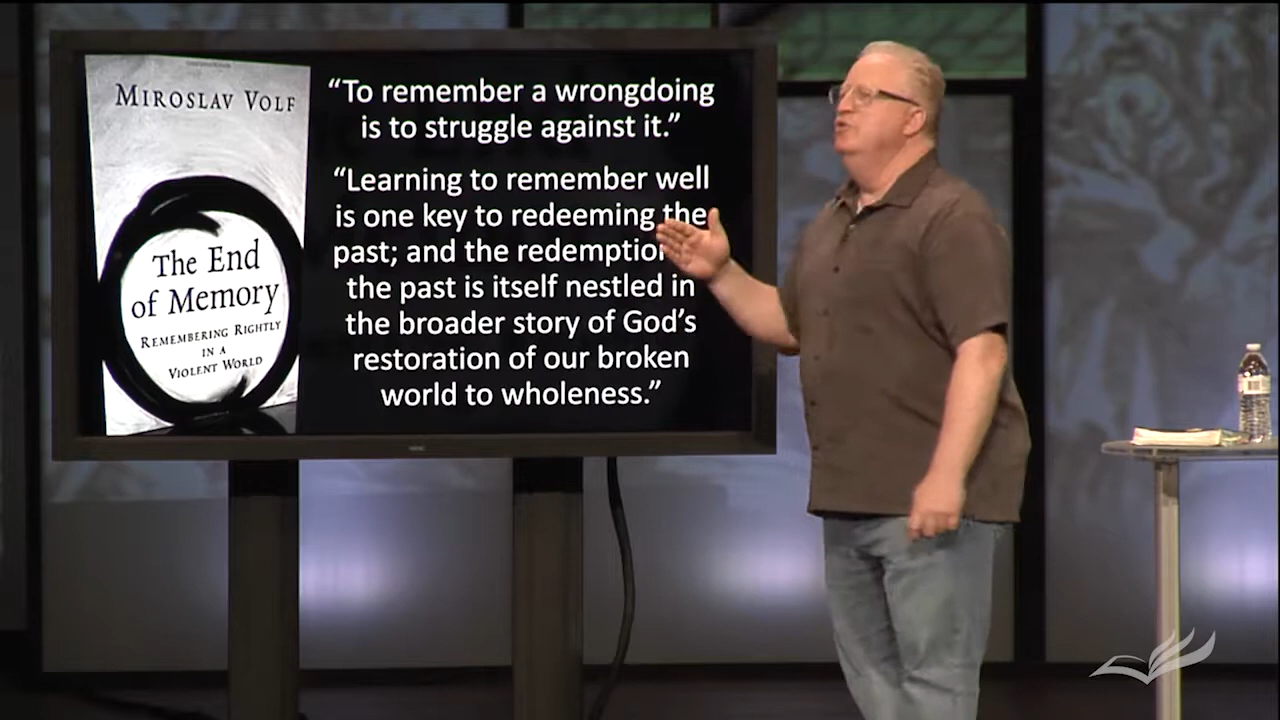 MIROSLAV VOLF
The End
of Memory
REMEMBERING RIGHTLY
IN A
VIOLENT WORLD
“To remember a wrongdoing
is to struggle against it.”
“Learning to remember well
is one key to redeeming the
past; and the redemption
the past is itself nestled in
the broader story of God’s
restoration of our broken
world to wholeness.”